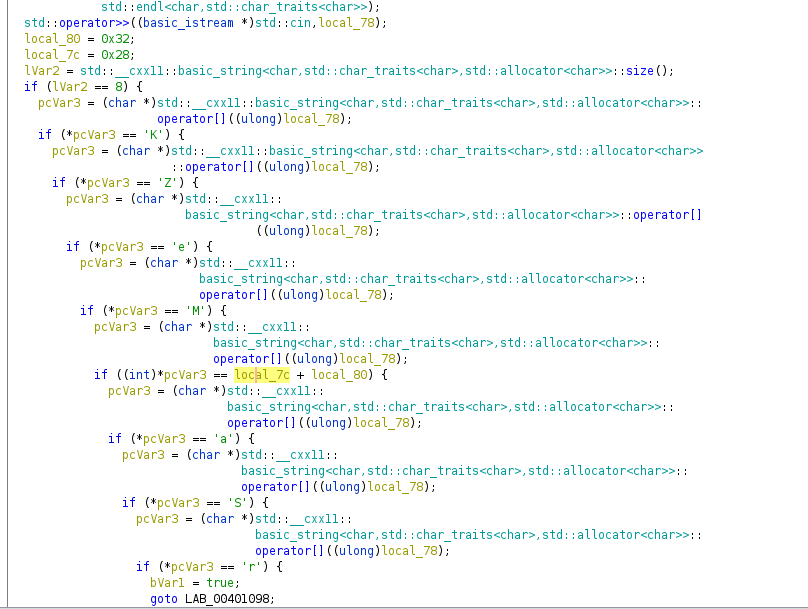 std::endl<char,std::char_traits<char>>);
std::operator>>((basic_istream *)std::cin,local_78);
local_80 = 0x32;
local_7c = 0x28;
lVar2 = std::__cxx11::basic_string<char,std::char_traits<char>,std::allocator<char>>::size();
if (lVar2 == 8) {
pcVar3 = (char *)std::__cxx11::basic_string<char,std::char_traits<char>,std::allocator<char>>::
operator[]((ulong)local_78);
if (*pcVar3 == 'K') {
pcVar3 = (char *)std::__cxx11::basic_string<char,std::char_traits<char>,std::allocator<char>>
::operator[]((ulong)local_78);
if (*pcVar3 == 'Z') {
pcVar3 = (char *)std::__cxx11::
basic_string<char,std::char_traits<char>,std::allocator<char>>::operator[]
((ulong)local_78);
if (*pcVar3 == 'e') {
pcVar3 = (char *)std::__cxx11::
basic_string<char,std::char_traits<char>,std::allocator<char>>::
operator[]((ulong)local_78);
if (*pcVar3 == 'M') {
pcVar3 = (char *)std::__cxx11::
basic_string<char,std::char_traits<char>,std::allocator<char>>::
operator[]((ulong)local_78);
if ((int)*pcVar3 == local_7c + local_80) {
pcVar3 = (char *)std::__cxx11::
basic_string<char,std::char_traits<char>,std::allocator<char>>::
operator[]((ulong)local_78);
if (*pcVar3 == 'a') {
pcVar3 = (char *)std::__cxx11::
basic_string<char,std::char_traits<char>,std::allocator<char>>::
operator[]((ulong)local_78);
if (*pcVar3 == 'S') {
pcVar3 = (char *)std::__cxx11::
basic_string<char,std::char_traits<char>,std::allocator<char>>::
operator[]((ulong)local_78);
if (*pcVar3 == 'r') {
bVar1 = true;
goto LAB_00401098;